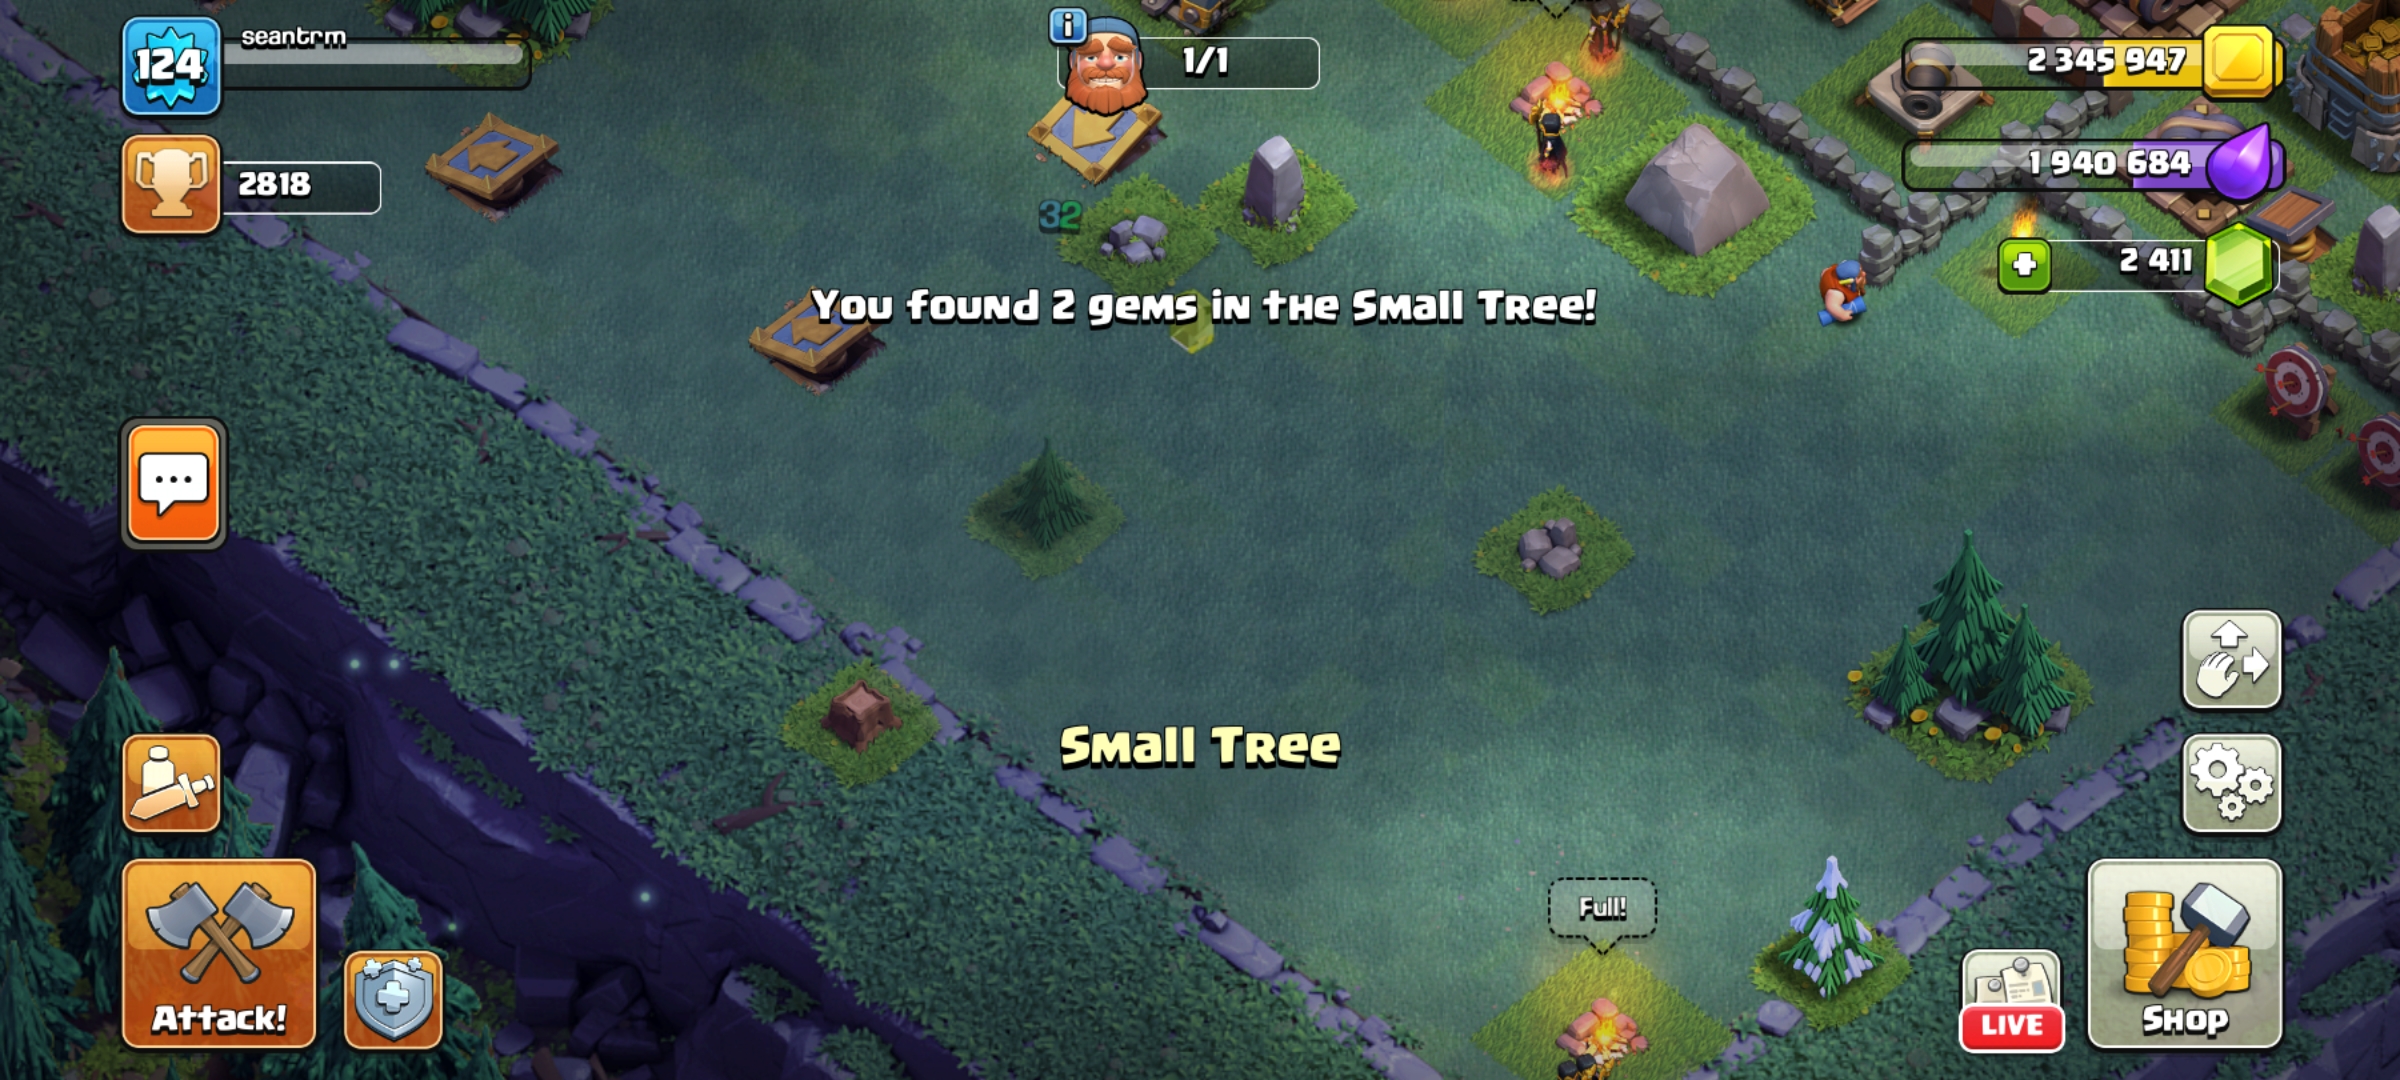 seantrm
124
1/1
2 345 947
2818
1 940 684
32
2 411
You found 2 gems in the Small Tree!
Small Tree
Full!
Attack!
LIVE
Shop